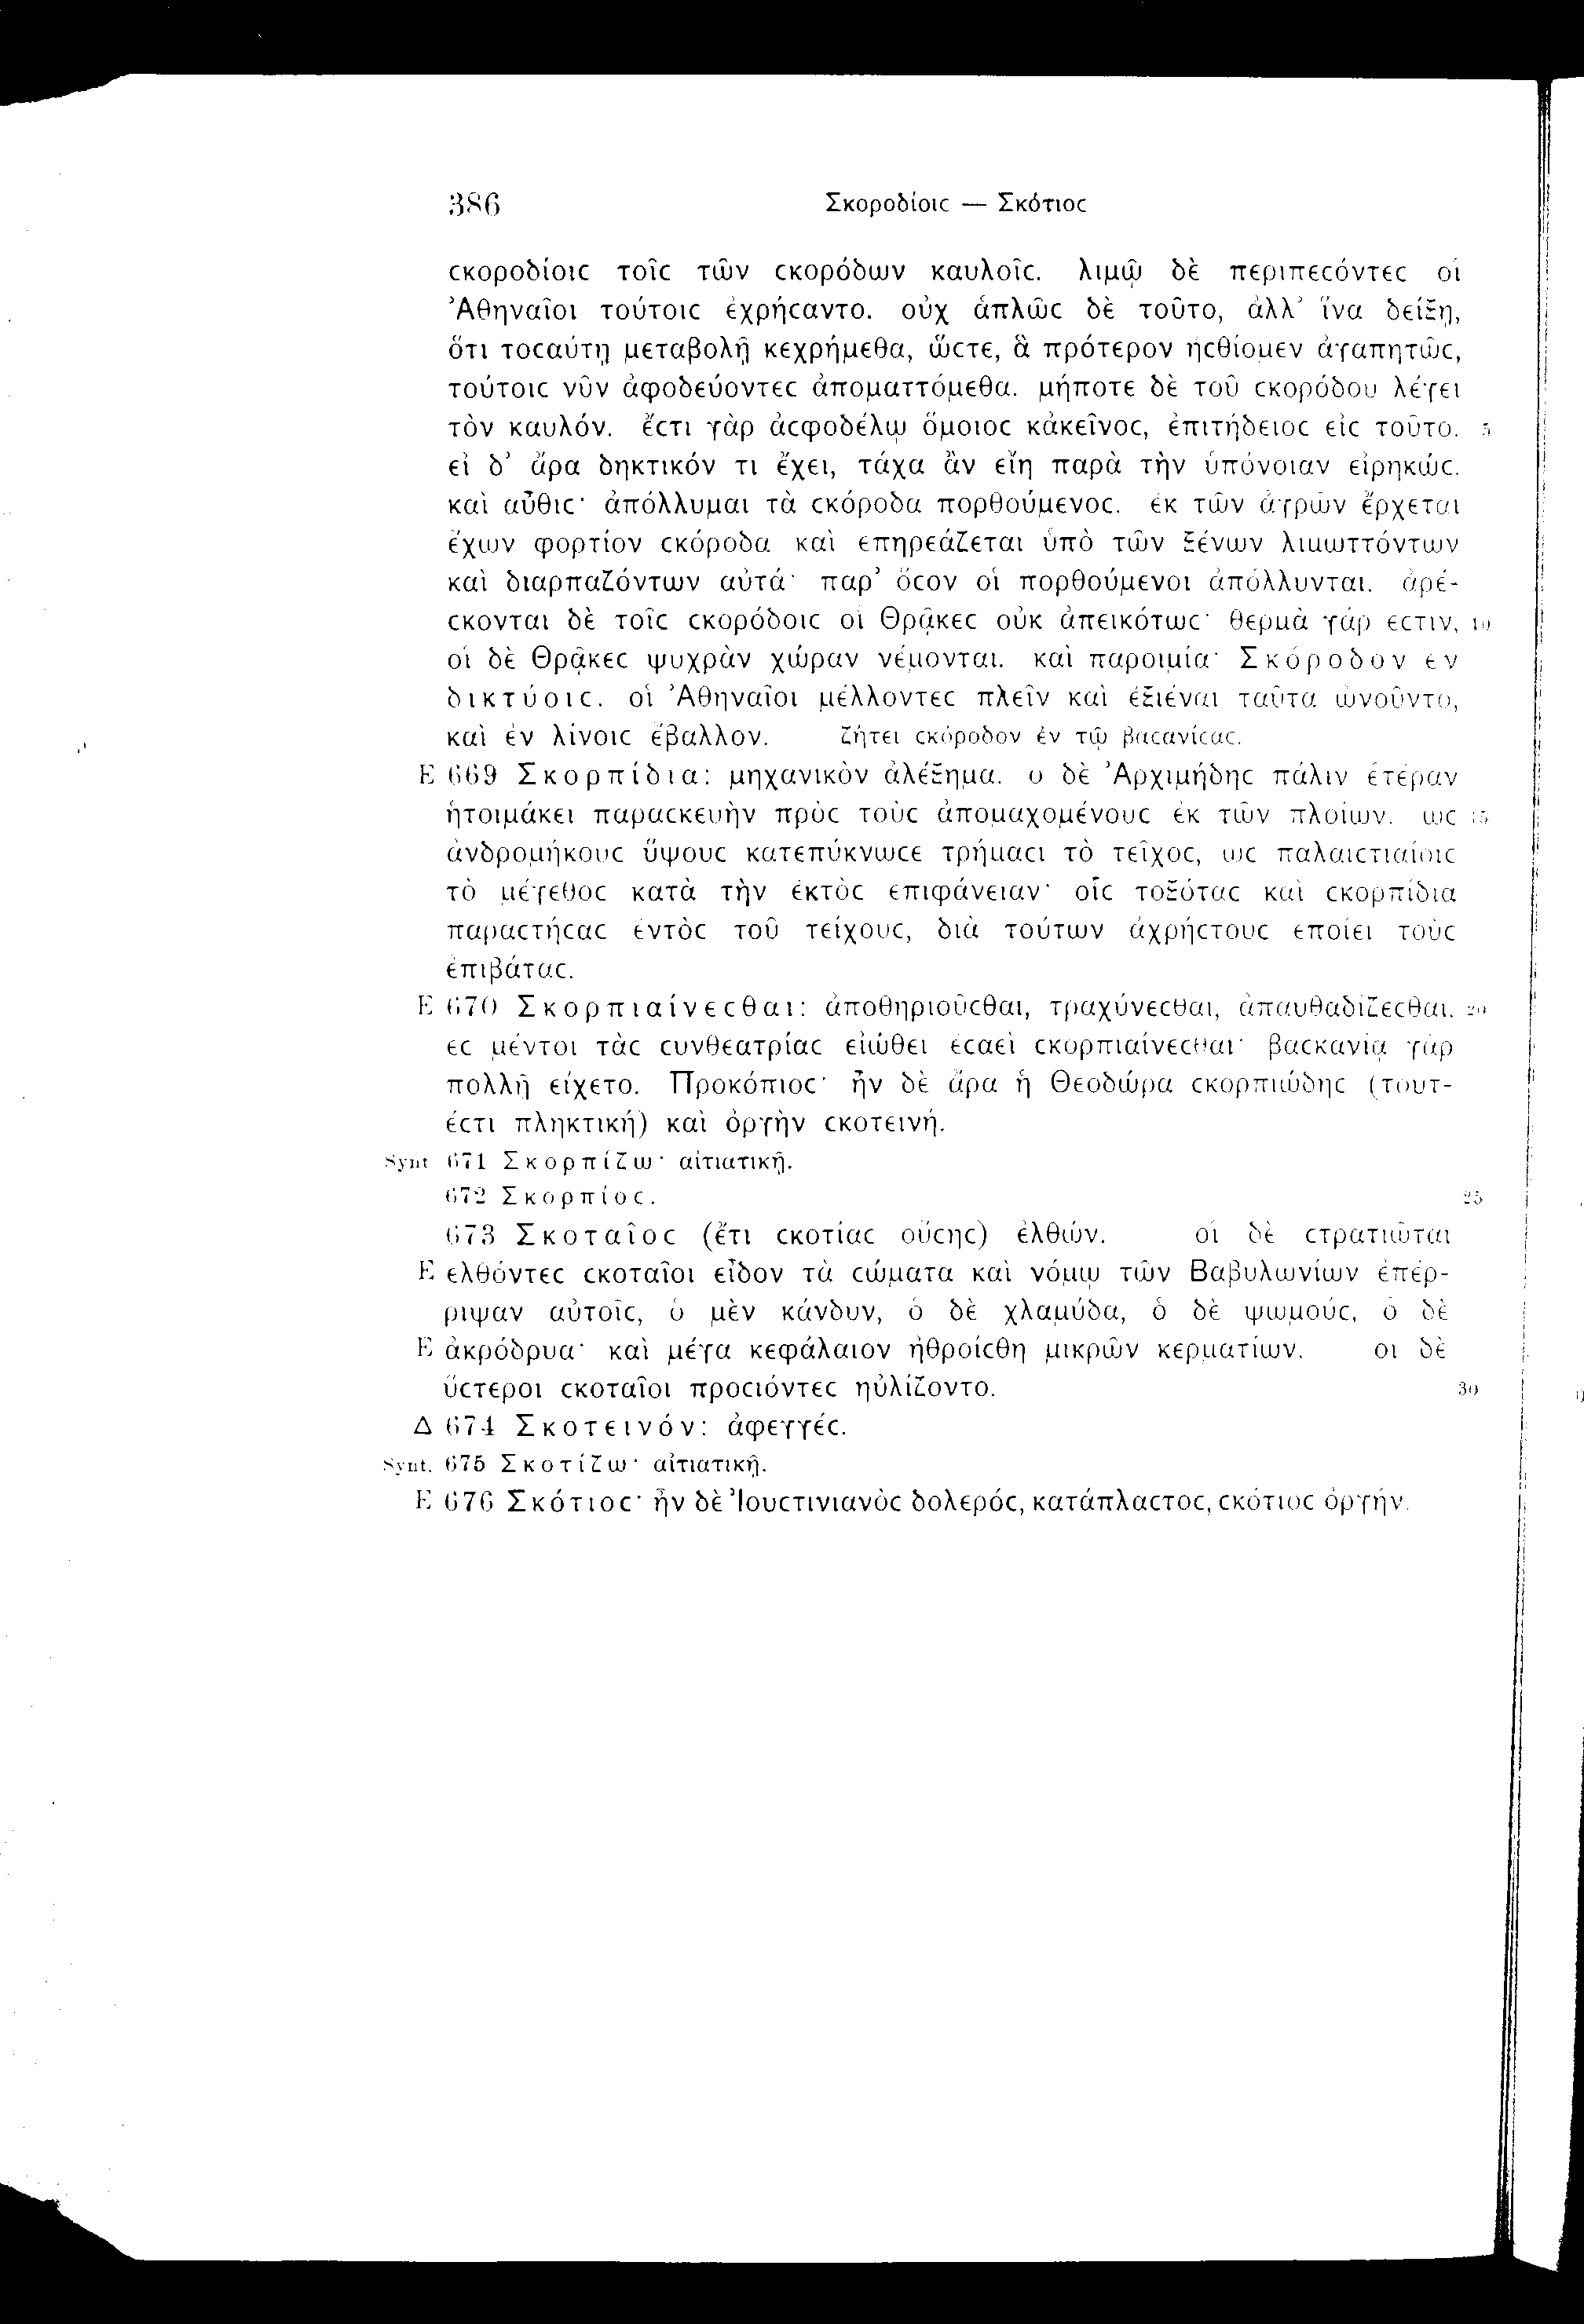 386 Σκοροδίοιϲ — Σκότιοϲ
ϲκοροδίοιϲ τοῖϲ τῶν ϲκορόδων καυλοῖϲ. λιμῷ δὲ περιπεϲόντεϲ οἱ
Ἀθηναῖοι τούτοιϲ ἐχρήϲαντο. οὐχ ἁπλῶϲ δὲ τοῦτο, ἀλλ’ ἵνα δείξῃ,
ὅτι τοϲαύτῃ μεταβολῇ κεχρήμεθα, ὥϲτε, ἃ πρότερον ἠϲθίομεν ἀγαπητῶϲ,
τούτοιϲ νῦν ἀφοδεύοντεϲ ἀποματτόμεθα. μήποτε δὲ τοῦ ϲκορόδου λέγει
τὸν καυλόν. ἔϲτι γὰρ ἀϲφοδέλῳ ὅμοιοϲ κἀκεῖνοϲ, ἐπιτήδειοϲ εἰϲ τοῦτο. 5
εἰ δ’ ἄρα δηκτικόν τι ἔχει, τάχα ἂν εἴη παρὰ τὴν ὑπόνοιαν εἰρηκώϲ.
καὶ αὖθιϲ· ἀπόλλυμαι τὰ ϲκόροδα πορθούμενοϲ. ἐκ τῶν ἀγρῶν ἔρχεται
ἔχων φορτίον ϲκόροδα καὶ ἐπηρεάζεται ὑπὸ τῶν ξένων λιμωττόντων
καὶ διαρπαζόντων αὐτά· παρ’ ὅϲον οἱ πορθούμενοι ἀπόλλυνται. ἀρέ-
ϲκονται δὲ τοῖϲ ϲκορόδοιϲ οἱ Θρᾷκεϲ οὐκ ἀπεικότωϲ· θερμὰ γάρ ἐϲτιν, 10
οἱ δὲ Θρᾷκεϲ ψυχρὰν χώραν νέμονται. καὶ παροιμία· Σκόροδον ἐν
δικτύοιϲ. οἱ Ἀθηναῖοι μέλλοντεϲ πλεῖν καὶ ἐξιέναι ταῦτα ὠνοῦντο,
καὶ ἐν λίνοιϲ ἔβαλλον. ζήτει ϲκόροδον ἐν τῷ βαϲανίϲαϲ.
E 669 Σκορπίδια: μηχανικὸν ἀλέξημα. ὁ δὲ Ἀρχιμήδηϲ πάλιν ἑτέραν
ἡτοιμάκει παραϲκευὴν πρὸϲ τοὺϲ ἀπομαχομένουϲ ἐκ τῶν πλοίων. ὡϲ 15
ἀνδρομήκουϲ ὕψουϲ κατεπύκνωϲε τρήμαϲι τὸ τεῖχοϲ, ὡϲ παλαιϲτιαίοιϲ
τὸ μέγεθοϲ κατὰ τὴν ἐκτὸϲ ἐπιφάνειαν· οἷϲ τοξόταϲ καὶ ϲκορπίδια
παραϲτήϲαϲ ἐντὸϲ τοῦ τείχουϲ, διὰ τούτων ἀχρήϲτουϲ ἐποίει τοὺϲ
ἐπιβάταϲ.
E 670 Σκορπιαίνεϲθαι: ἀποθηριοῦϲθαι, τραχύνεϲθαι, ἀπαυθαδίζεϲθαι. 20
ἐϲ μέντοι τὰϲ ϲυνθεατρίαϲ εἰώθει ἐϲαεὶ ϲκορπιαίνεϲθαι· βαϲκανίᾳ γὰρ
πολλῇ εἴχετο. Προκόπιοϲ· ἦν δὲ ἄρα ἡ Θεοδώρα ϲκορπιώδηϲ (τουτ-
έϲτι πληκτική) καὶ ὀργὴν ϲκοτεινή.
Synt 671 Σκορπίζω· αἰτιατικῇ.
672 Σκορπίοϲ. 25
673 Σκοταῖοϲ (ἔτι ϲκοτίαϲ οὔϲηϲ) ἐλθών. οἱ δὲ ϲτρατιῶται
E ἐλθόντεϲ ϲκοταῖοι εἶδον τὰ ϲώματα καὶ νόμῳ τῶν Βαβυλωνίων ἐπέρ-
ριψαν αὐτοῖϲ, ὁ μὲν κάνδυν, ὁ δὲ χλαμύδα, ὁ δὲ ψωμούϲ, ὁ δὲ
E ἀκρόδρυα· καὶ μέγα κεφάλαιον ἠθροίϲθη μικρῶν κερματίων. οἱ δὲ
ὕϲτεροι ϲκοταῖοι προϲιόντεϲ ηὐλίζοντο. 30
Δ 674 Σκοτεινόν: ἀφεγγέϲ.
Synt. 675 Σκοτίζω· αἰτιατικῇ.
E 676 Σκότιοϲ· ἦν δὲ Ἰουϲτινιανὸϲ δολερόϲ, κατάπλαϲτοϲ, ϲκότιοϲ ὀργήν.